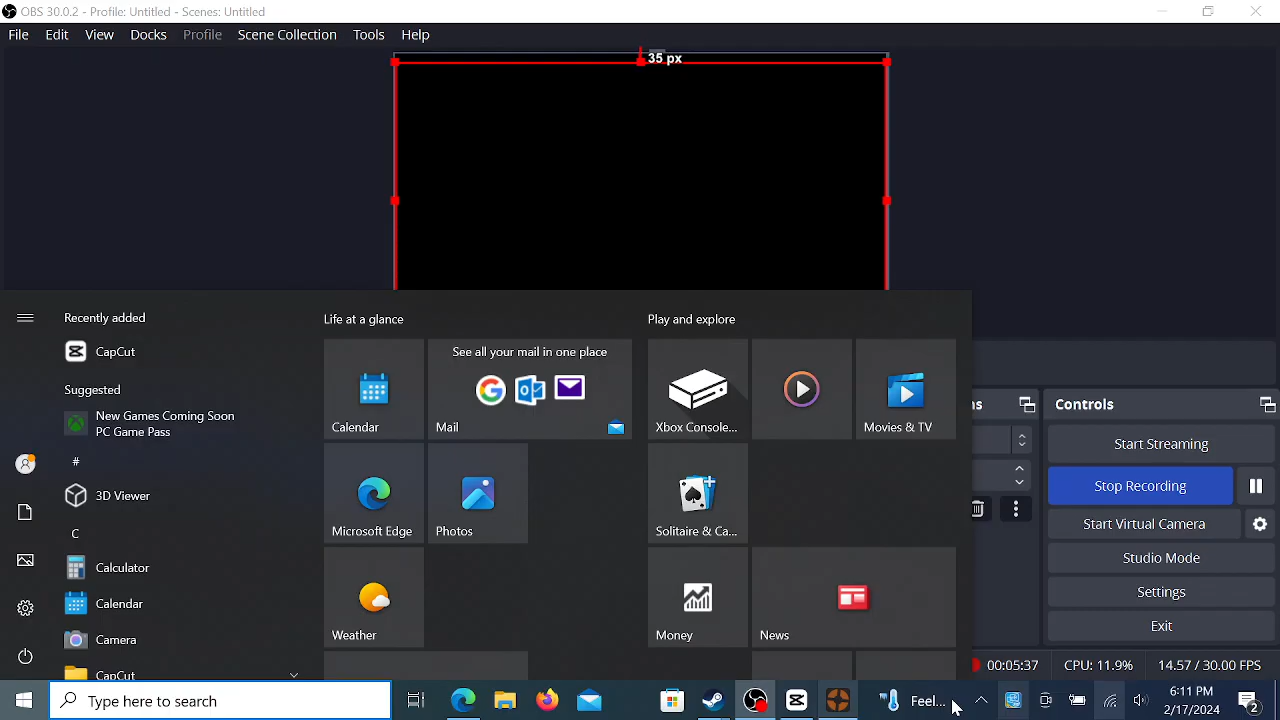 OBS 30.0.2 - Profile: Untitled - Scenes: Untitled
File Edit View Docks Profile Scene Collection Tools Help
35 px
Recently added
CapCut
Suggested
New Games Coming Soon
PC Game Pass
#
3D Viewer
C
Calculator
Calendar
Camera
CapCut
Life at a glance
Calendar
See all your mail in one place
Mail
Microsoft Edge
Photos
Weather
Play and explore
Xbox Console...
Movies & TV
Solitaire & Ca...
Money
News
ns
Controls
Start Streaming
Stop Recording
Start Virtual Camera
Studio Mode
Settings
Exit
00:05:37 CPU: 11.9% 14.57 / 30.00 FPS
Type here to search
Feel...
8:11 PM
2/17/2024
2